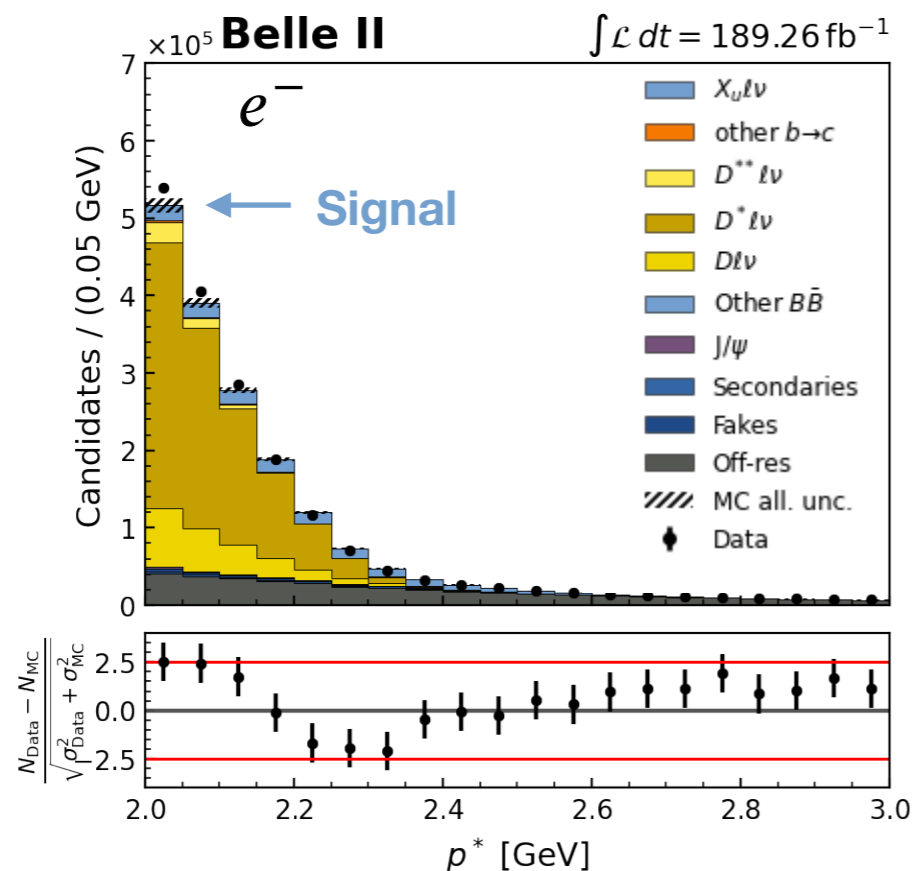 ×10⁵ Belle II ∫ℒ dt = 189.26 fb⁻¹
e⁻
Signal
Candidates / (0.05 GeV)
7
6
5
4
3
2
1
0
X_uℓν
other b→c
D**ℓν
D*ℓν
Dℓν
Other BB̄
J/ψ
Secondaries
Fakes
Off-res
MC all. unc.
Data
(N_Data − N_MC) / √(σ²_Data + σ²_MC)
2.5
0.0
−2.5
2.0 2.2 2.4 2.6 2.8 3.0
p* [GeV]